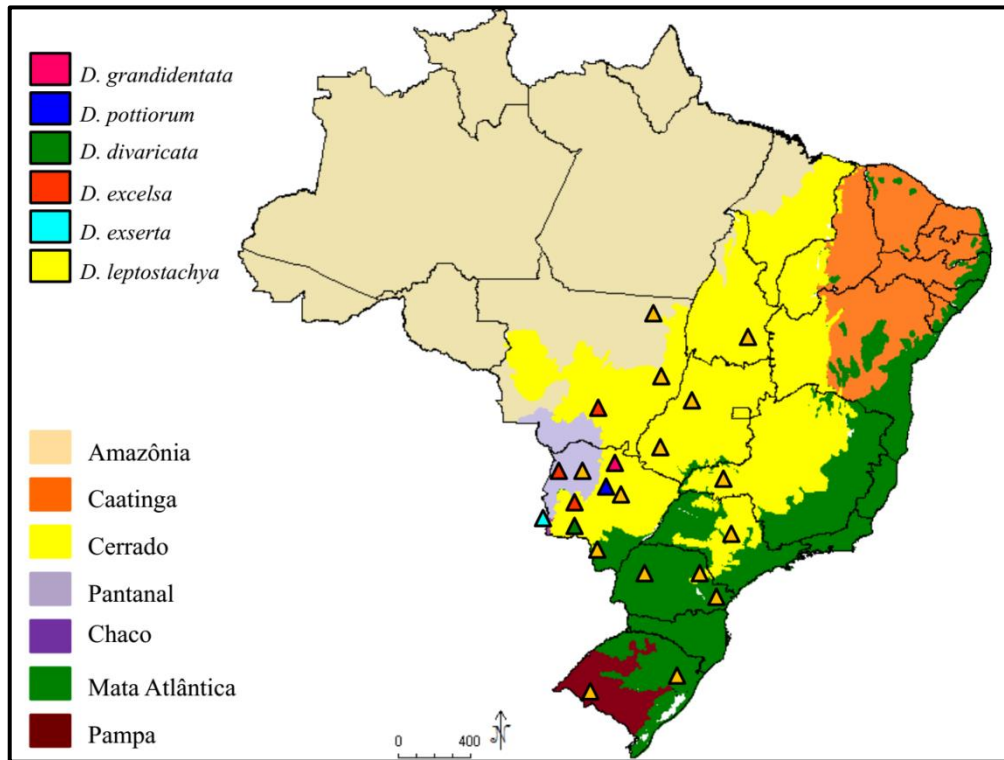 D. grandidentata
D. pottiorum
D. divaricata
D. excelsa
D. exserta
D. leptostachya
Amazônia
Caatinga
Cerrado
Pantanal
Chaco
Mata Atlântica
Pampa
0 400 N